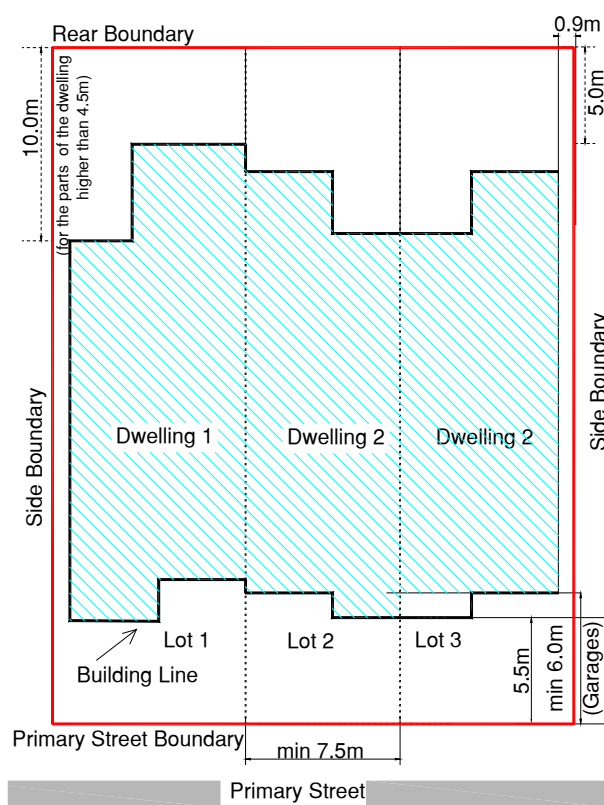 0.9m
Rear Boundary
10.0m
(for the parts of the dwelling
higher than 4.5m)
5.0m
Side Boundary
Side Boundary
Dwelling 1
Dwelling 2
Dwelling 2
Lot 1
Lot 2
Lot 3
Building Line
5.5m
min 6.0m
(Garages)
Primary Street Boundary
min 7.5m
Primary Street